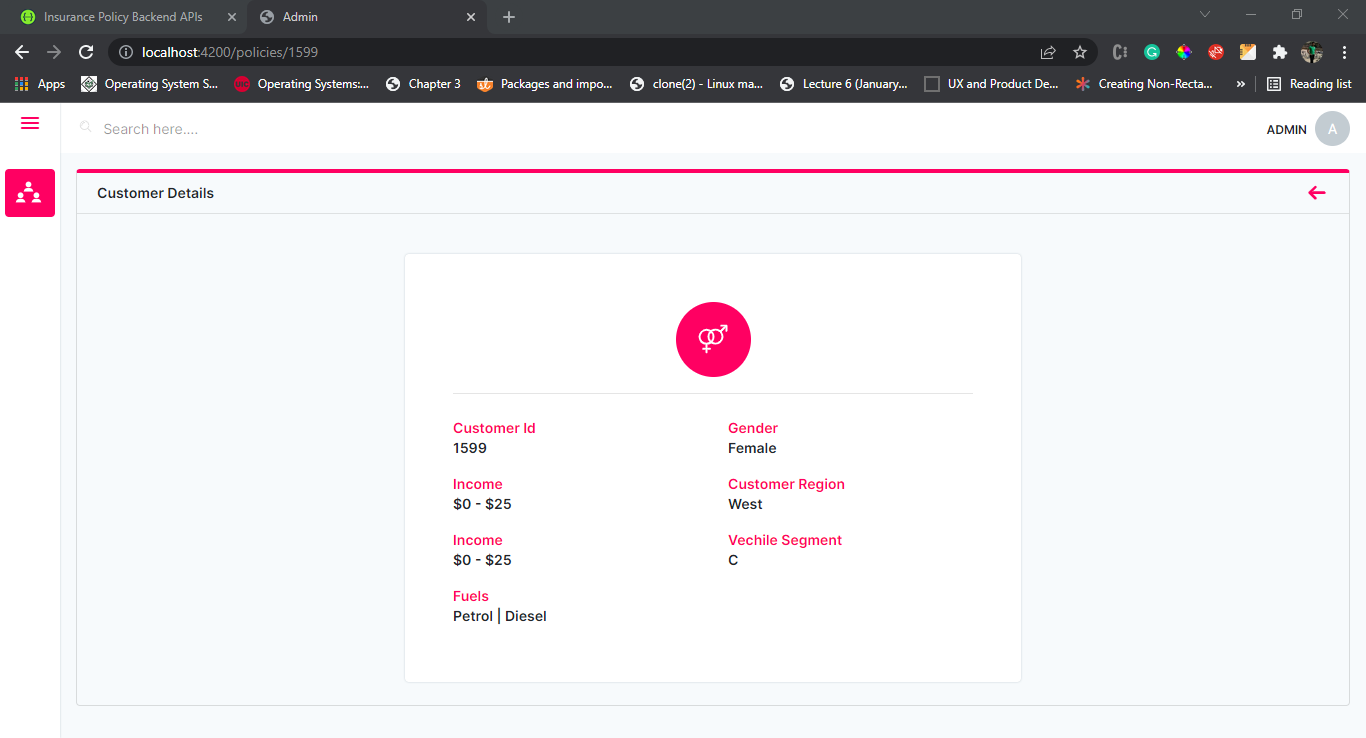 Insurance Policy Backend APIs
Admin
localhost:4200/policies/1599
Apps
Operating System S...
Operating Systems:...
Chapter 3
Packages and impo...
clone(2) - Linux ma...
Lecture 6 (January...
UX and Product De...
Creating Non-Recta...
»
Reading list
Search here....
ADMIN
A
Customer Details
Customer Id
1599
Gender
Female
Income
$0 - $25
Customer Region
West
Income
$0 - $25
Vechile Segment
C
Fuels
Petrol | Diesel